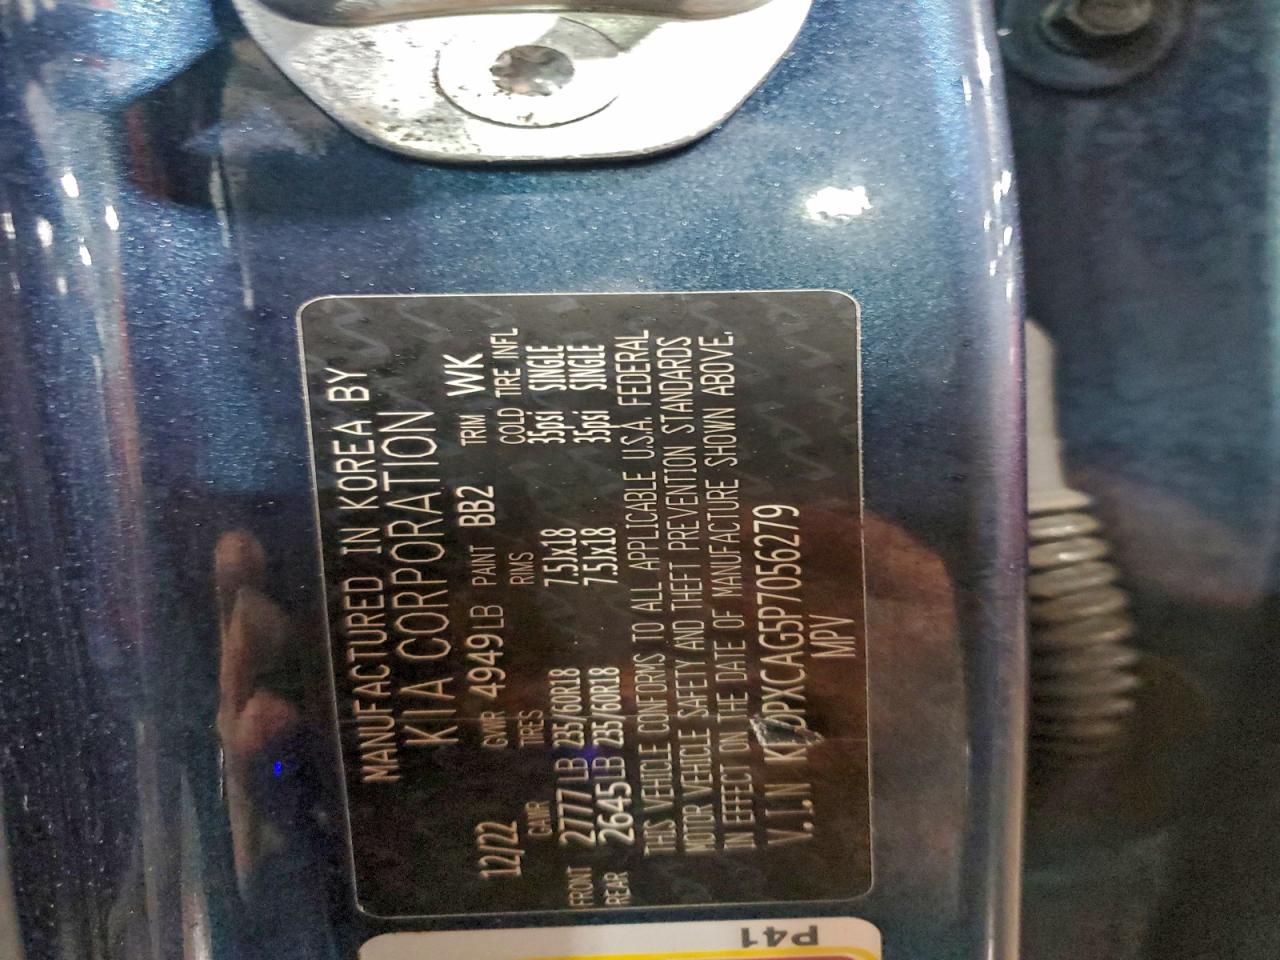 MANUFACTURED IN KOREA BY
KIA CORPORATION
12/22 GVWR 4949LB PAINT BB2 TRIM WK
GAWR TIRES RMS COLD TIRE INFL
FRONT 2777 LB 235/60R18 7.5Jx18 35psi SINGLE
REAR 2645LB 235/60R18 7.5Jx18 35psi SINGLE
THIS VEHICLE CONFORMS TO ALL APPLICABLE U.S.A. FEDERAL
MOTOR VEHICLE SAFETY AND THEFT PREVENTION STANDARDS
IN EFFECT ON THE DATE OF MANUFACTURE SHOWN ABOVE.
V.I.N
MPV
P41